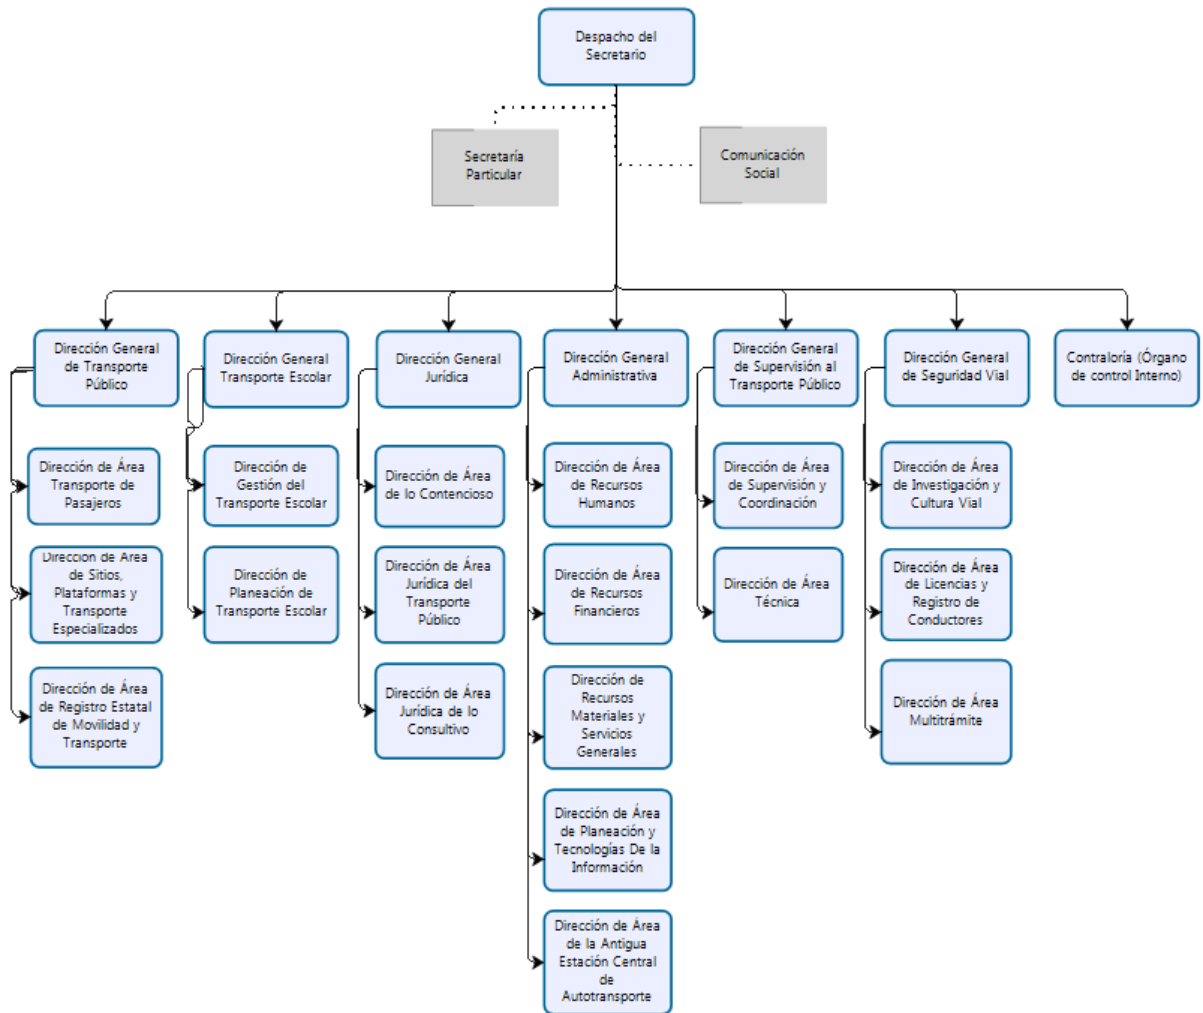 Despacho del
Secretario
Secretaría
Particular
Comunicación
Social
Dirección General
de Transporte
Público
Dirección General
Transporte Escolar
Dirección General
Jurídica
Dirección General
Administrativa
Dirección General
de Supervisión al
Transporte Público
Dirección General
de Seguridad Vial
Contraloría (Órgano
de control Interno)
Dirección de Área
Transporte de
Pasajeros
Dirección de Área
de Sitios,
Plataformas y
Transporte
Especializados
Dirección de Área
de Registro Estatal
de Movilidad y
Transporte
Dirección de
Gestión del
Transporte Escolar
Dirección de
Planeación de
Transporte Escolar
Dirección de Área
de lo Contencioso
Dirección de Área
Jurídica del
Transporte
Público
Dirección de Área
Jurídica de lo
Consultivo
Dirección de Área
de Recursos
Humanos
Dirección de Área
de Recursos
Financieros
Dirección de
Recursos
Materiales y
Servicios
Generales
Dirección de Área
de Planeación y
Tecnologías De la
Información
Dirección de Área
de la Antigua
Estación Central
de
Autotransporte
Dirección de Área
de Supervisión y
Coordinación
Dirección de Área
Técnica
Dirección de Área
de Investigación y
Cultura Vial
Dirección de Área
de Licencias y
Registro de
Conductores
Dirección de Área
Multitrámite